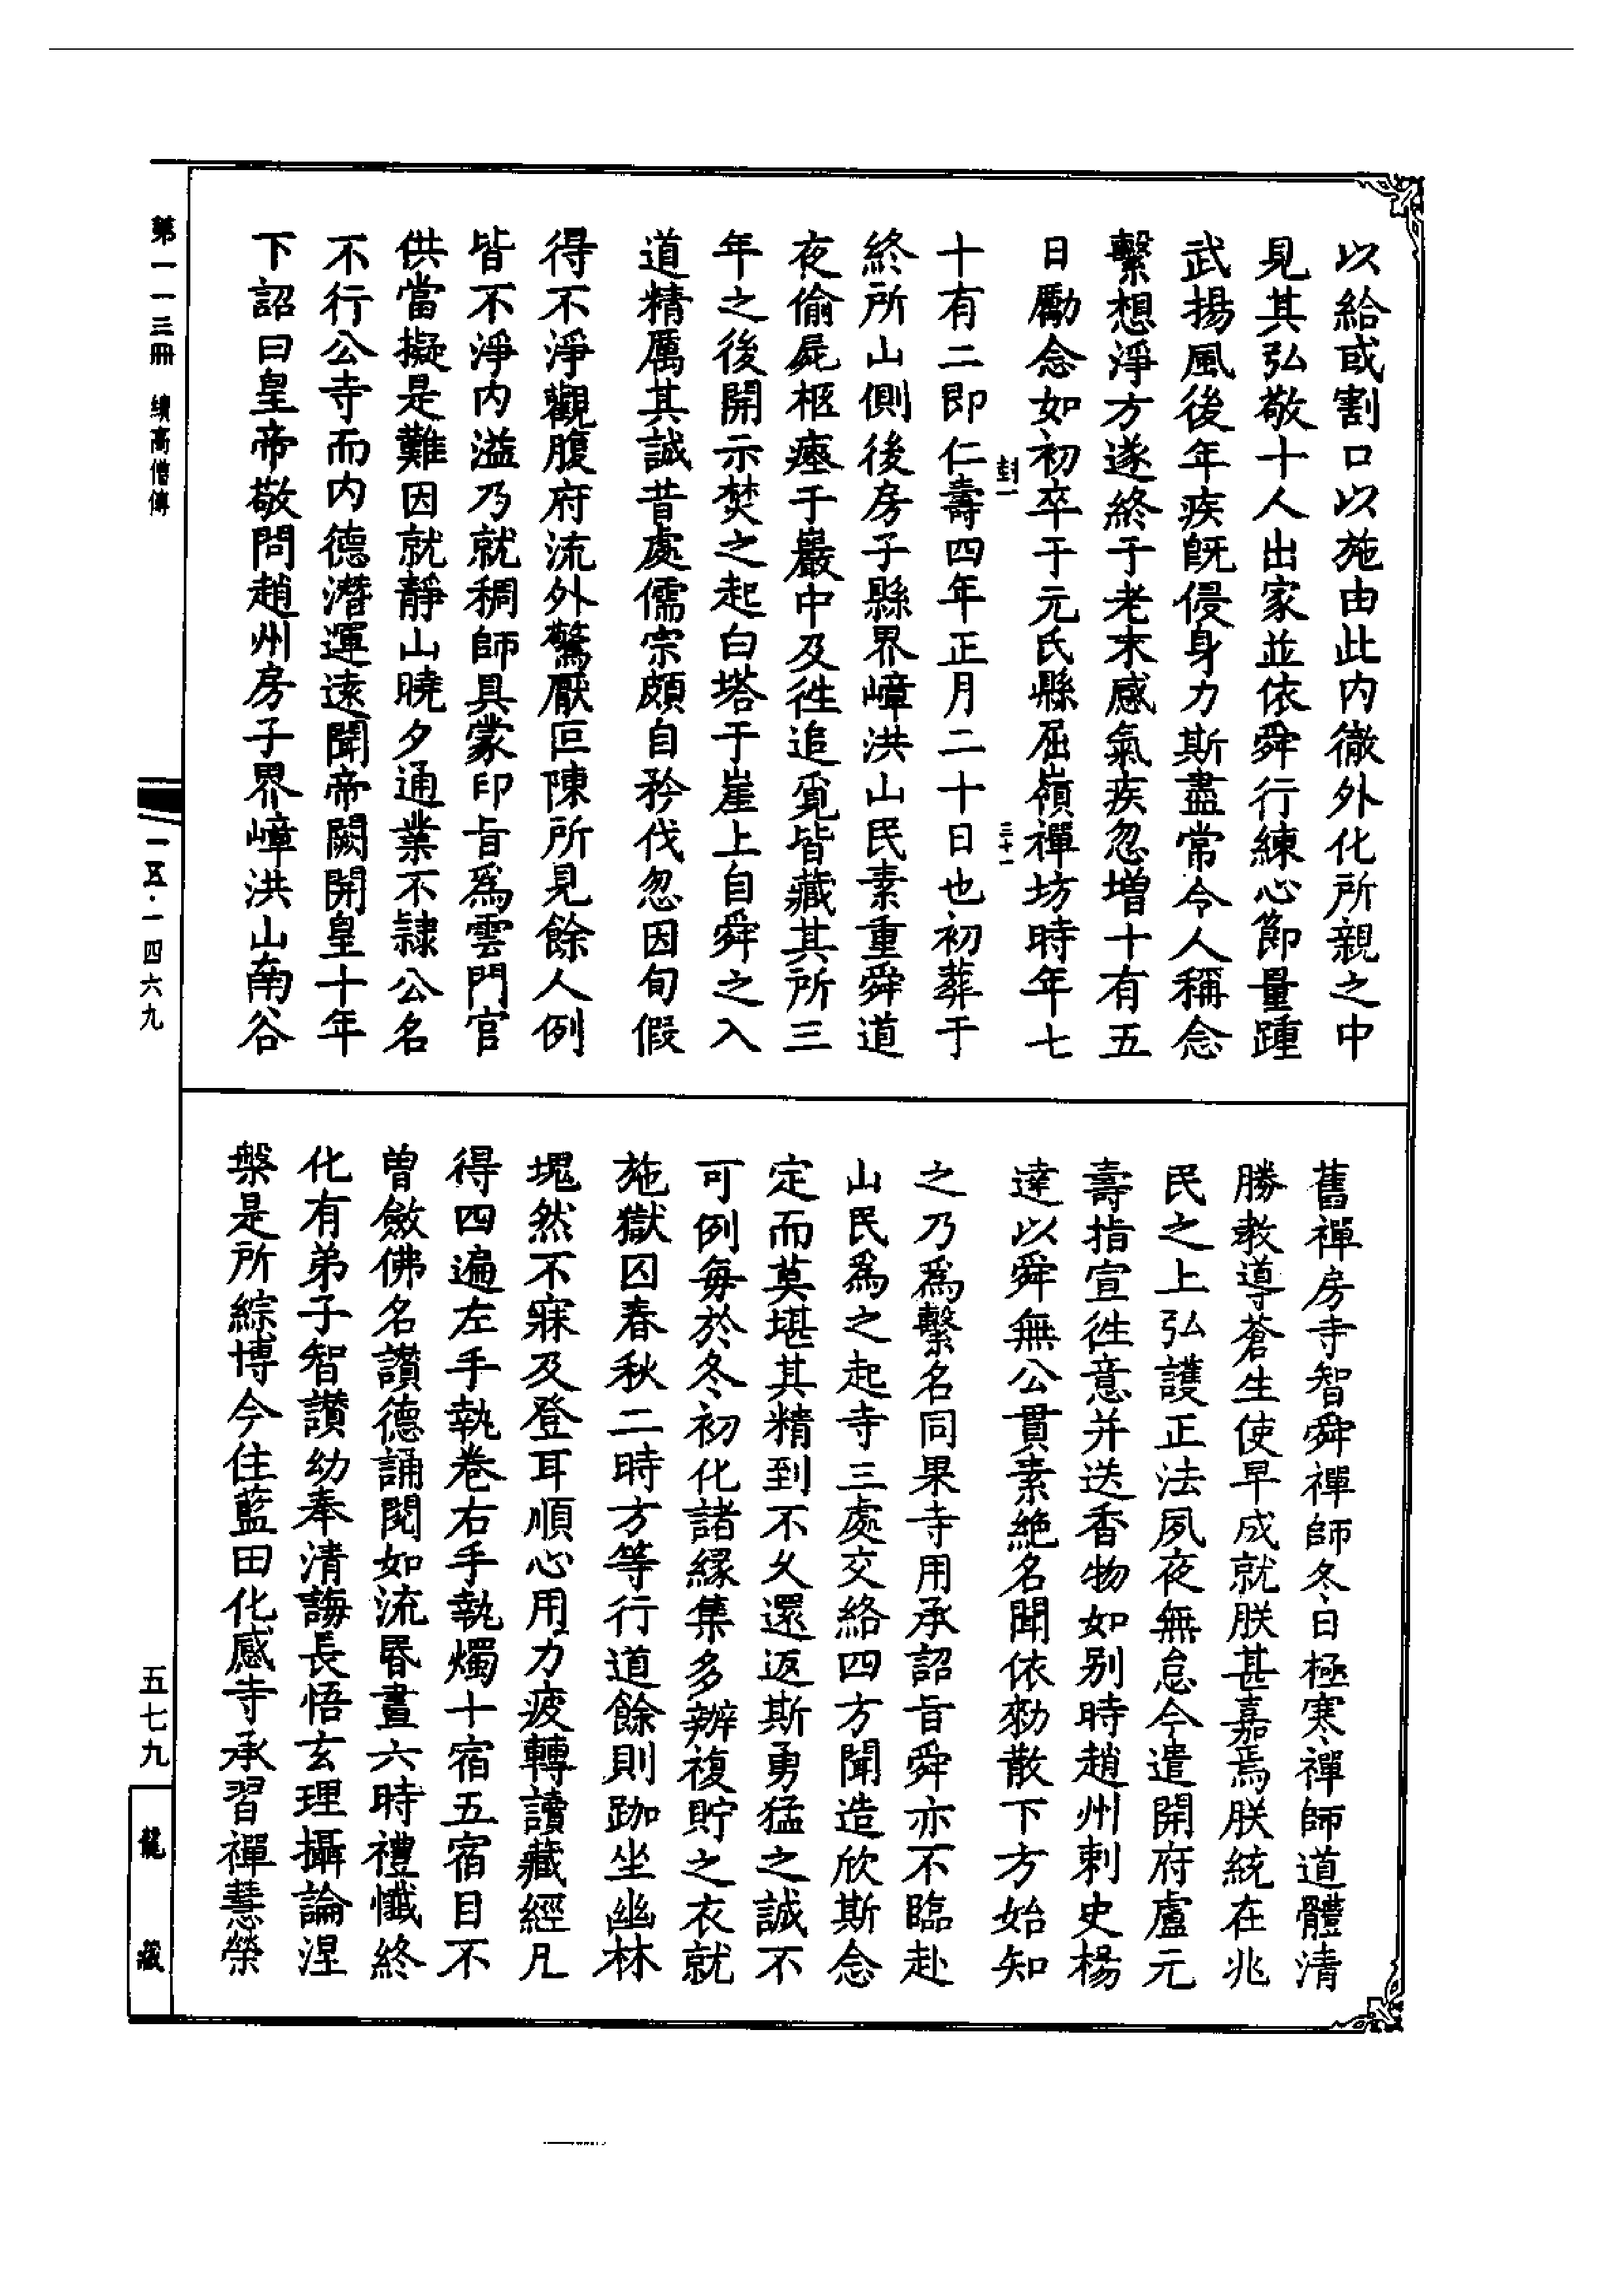 以給或割口以施由此内徹外化所親之中
見其弘敬十人出家並依舜行練心節量踵
武揚風後年疾既侵身力斯盡常令人稱念
繫想淨方遂終于老末感氣疾忽增十有五
日勵念如初卒于元氏縣屈嶺禪坊時年七
封一
三十一
十有二即仁壽四年正月二十日也初葬于
終所山側後房子縣界嶂洪山民素重舜道
夜偷屍柩瘞于巖中及徃追覓皆藏其所三
年之後開示焚之起白塔于崖上自舜之入
道精厲其誠昔處儒宗頗自矜伐忽因旬假
得不淨觀腹府流外驚厭叵陳所見餘人例
皆不淨内溢乃就稠師具蒙印旨爲雲門官
供當擬是難因就靜山曉夕通業不隷公名
不行公寺而内德潛運遠聞帝闕開皇十年
下詔曰皇帝敬問趙州房子界嶂洪山南谷
舊禪房寺智舜禪師冬日極寒禪師道體清
勝教導蒼生使早成就朕甚嘉焉朕統在兆
民之上弘護正法夙夜無怠今遣開府盧元
壽指宣徃意并送香物如别時趙州刺史楊
達以舜無公貫素絶名聞依勑散下方始知
之乃爲繫名同果寺用承詔旨舜亦不臨赴
山民爲之起寺三處交絡四方聞造欣斯念
定而莫堪其精到不久還返斯勇猛之誠不
可例每於冬初化諸緣集多辦複貯之衣就
施獄囚春秋二時方等行道餘則跏坐幽林
塊然不寐及登耳順心用力疲轉讀藏經凡
得四遍左手執卷右手執燭十宿五宿目不
曾斂佛名讚德誦閱如流昬晝六時禮懺終
化有弟子智讚幼奉清誨長悟玄理攝論涅
槃是所綜博今住藍田化感寺承習禪慧榮
第一一三冊 續高僧傳
一五·一四六九
五七九
龍藏